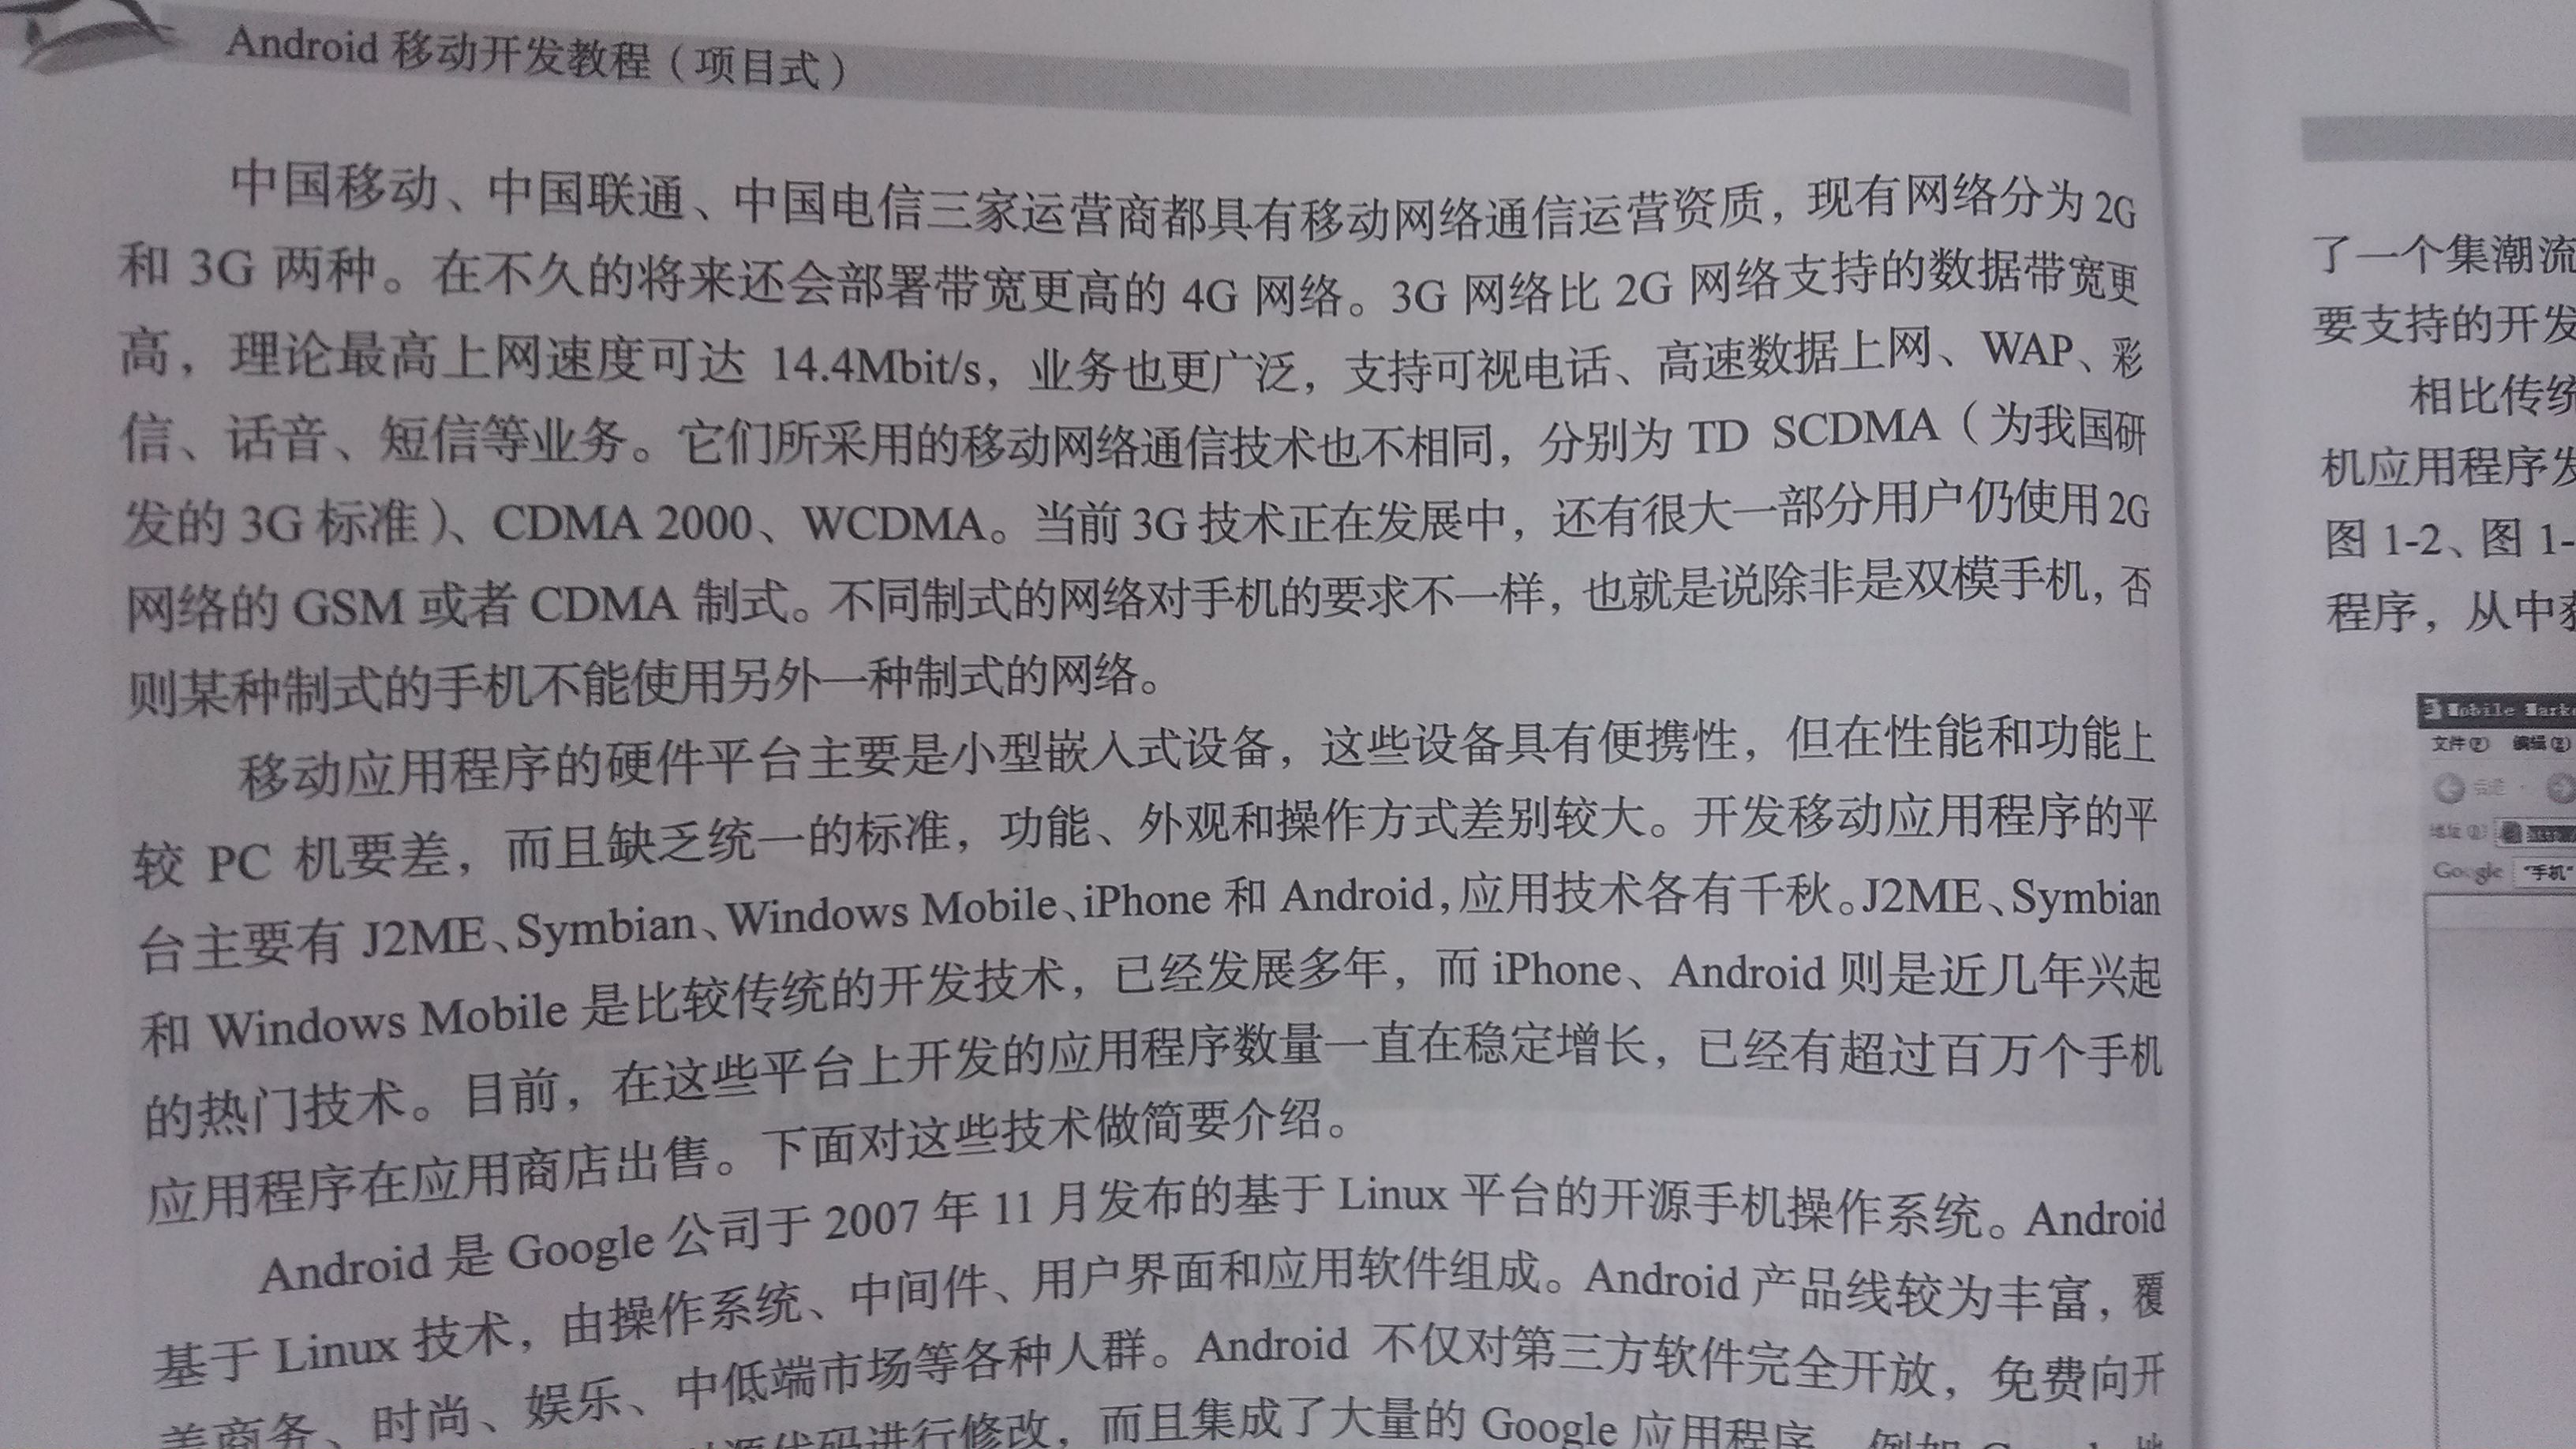 Android 移动开发教程（项目式）
中国移动、中国联通、中国电信三家运营商都具有移动网络通信运营资质，现有网络分为 2G
和 3G 两种。在不久的将来还会部署带宽更高的 4G 网络。3G 网络比 2G 网络支持的数据带宽更
高，理论最高上网速度可达 14.4Mbit/s，业务也更广泛，支持可视电话、高速数据上网、WAP、彩
信、话音、短信等业务。它们所采用的移动网络通信技术也不相同，分别为 TD SCDMA（为我国研
发的 3G 标准）、CDMA 2000、WCDMA。当前 3G 技术正在发展中，还有很大一部分用户仍使用 2G
网络的 GSM 或者 CDMA 制式。不同制式的网络对手机的要求不一样，也就是说除非是双模手机，否
则某种制式的手机不能使用另外一种制式的网络。
移动应用程序的硬件平台主要是小型嵌入式设备，这些设备具有便携性，但在性能和功能上
较 PC 机要差，而且缺乏统一的标准，功能、外观和操作方式差别较大。开发移动应用程序的平
台主要有 J2ME、Symbian、Windows Mobile、iPhone 和 Android，应用技术各有千秋。J2ME、Symbian
和 Windows Mobile 是比较传统的开发技术，已经发展多年，而 iPhone、Android 则是近几年兴起
的热门技术。目前，在这些平台上开发的应用程序数量一直在稳定增长，已经有超过百万个手机
应用程序在应用商店出售。下面对这些技术做简要介绍。
Android 是 Google 公司于 2007 年 11 月发布的基于 Linux 平台的开源手机操作系统。Android
基于 Linux 技术，由操作系统、中间件、用户界面和应用软件组成。Android 产品线较为丰富，覆
盖商务、时尚、娱乐、中低端市场等各种人群。Android 不仅对第三方软件完全开放，免费向开
源代码进行修改，而且集成了大量的 Google 应用程序，例如
了一个集潮流
要支持的开发
相比传统
机应用程序发
图 1-2、图 1-
程序，从中
Mobile Mark
文件(F) 编辑(E)
后退
地址(D)
Google "手机"